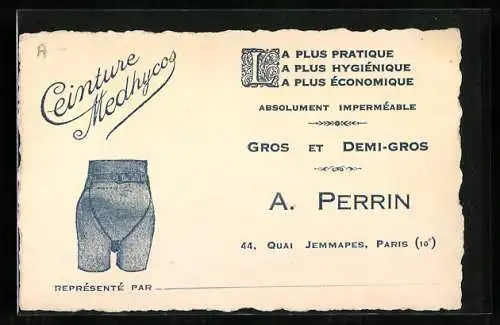 A
Ceinture
Medhycos
LA PLUS PRATIQUE
LA PLUS HYGIÉNIQUE
LA PLUS ÉCONOMIQUE
ABSOLUMENT IMPERMÉABLE
GROS ET DEMI-GROS
A. PERRIN
44, QUAI JEMMAPES, PARIS (10e)
REPRÉSENTÉ PAR